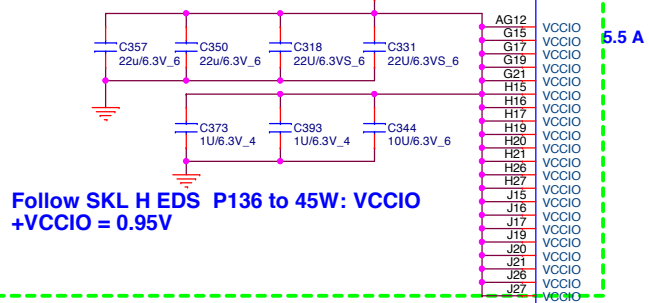 C357
22u/6.3V_6
C350
22u/6.3V_6
C318
22U/6.3VS_6
C331
22U/6.3VS_6
C373
1U/6.3V_4
C393
1U/6.3V_4
C344
10U/6.3V_6
Follow SKL H EDS P136 to 45W: VCCIO
+VCCIO = 0.95V
AG12 VCCIO
G15 VCCIO
G17 VCCIO
G19 VCCIO
G21 VCCIO
H15 VCCIO
H16 VCCIO
H17 VCCIO
H19 VCCIO
H20 VCCIO
H21 VCCIO
H26 VCCIO
H27 VCCIO
J15 VCCIO
J16 VCCIO
J17 VCCIO
J19 VCCIO
J20 VCCIO
J21 VCCIO
J26 VCCIO
J27 VCCIO
5.5 A